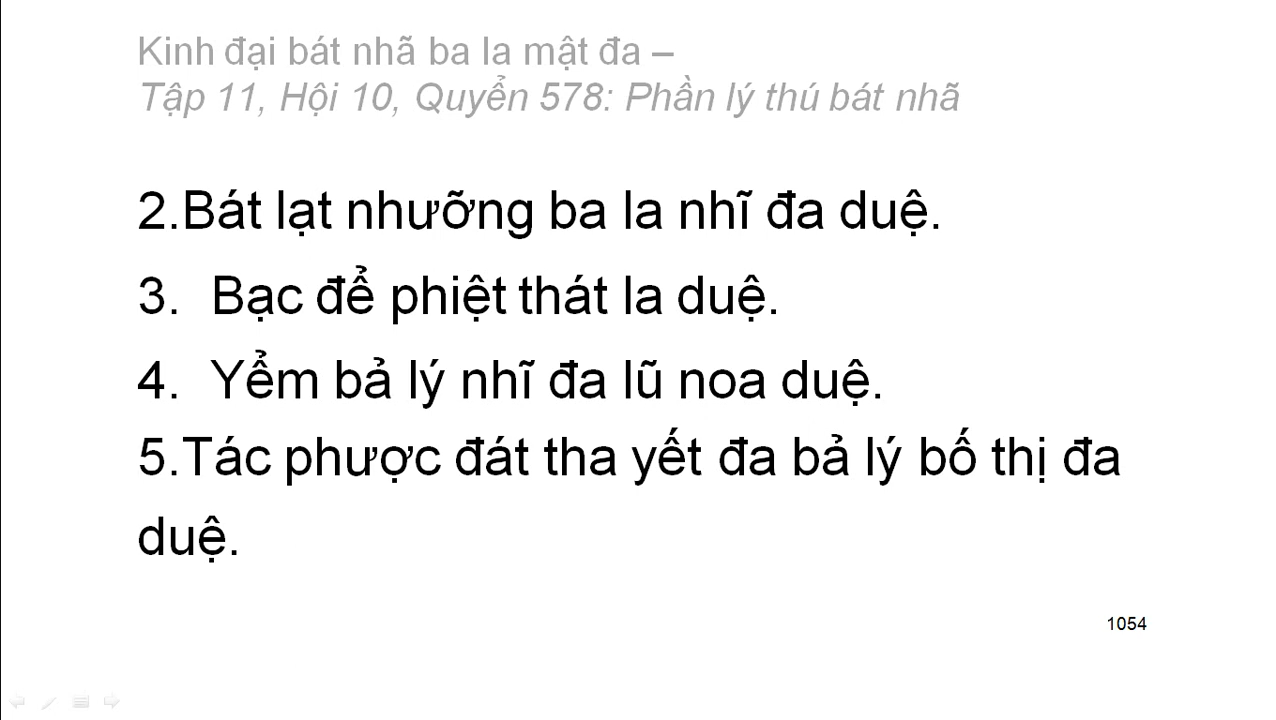 Kinh đại bát nhã ba la mật đa –
Tập 11, Hội 10, Quyển 578: Phần lý thú bát nhã
2.Bát lạt nhưỡng ba la nhĩ đa duệ.
3. Bạc để phiệt thát la duệ.
4. Yểm bả lý nhĩ đa lũ noa duệ.
5.Tác phược đát tha yết đa bả lý bố thị đa
duệ.
1054